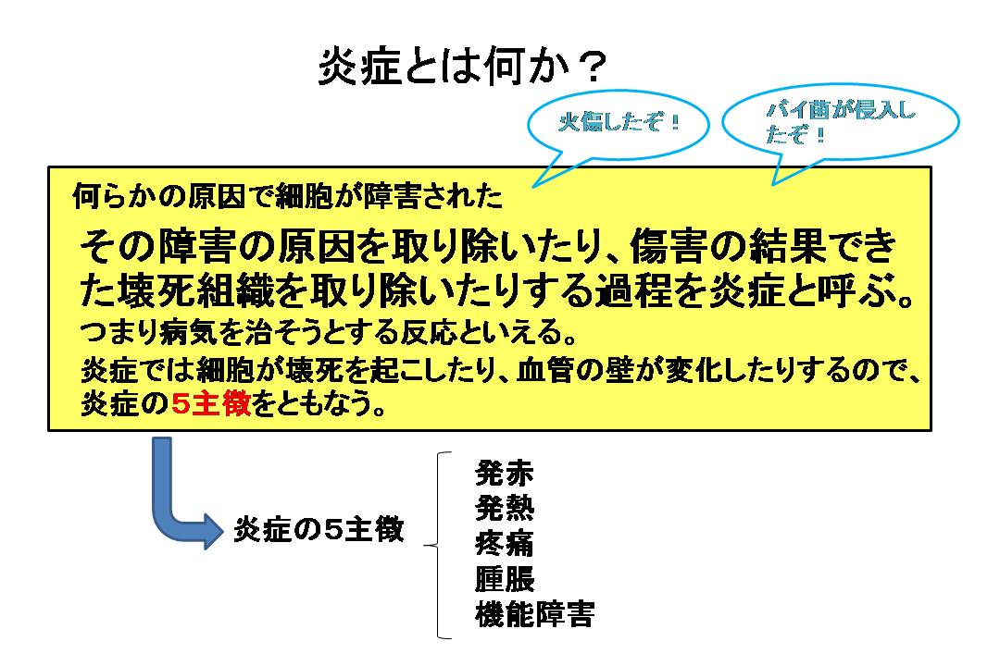 炎症とは何か？
火傷したぞ！
バイ菌が侵入し
たぞ！
何らかの原因で細胞が障害された
その障害の原因を取り除いたり、傷害の結果でき
た壊死組織を取り除いたりする過程を炎症と呼ぶ。
つまり病気を治そうとする反応といえる。
炎症では細胞が壊死を起こしたり、血管の壁が変化したりするので、
炎症の５主徴をともなう。
炎症の５主徴
発赤
発熱
疼痛
腫脹
機能障害